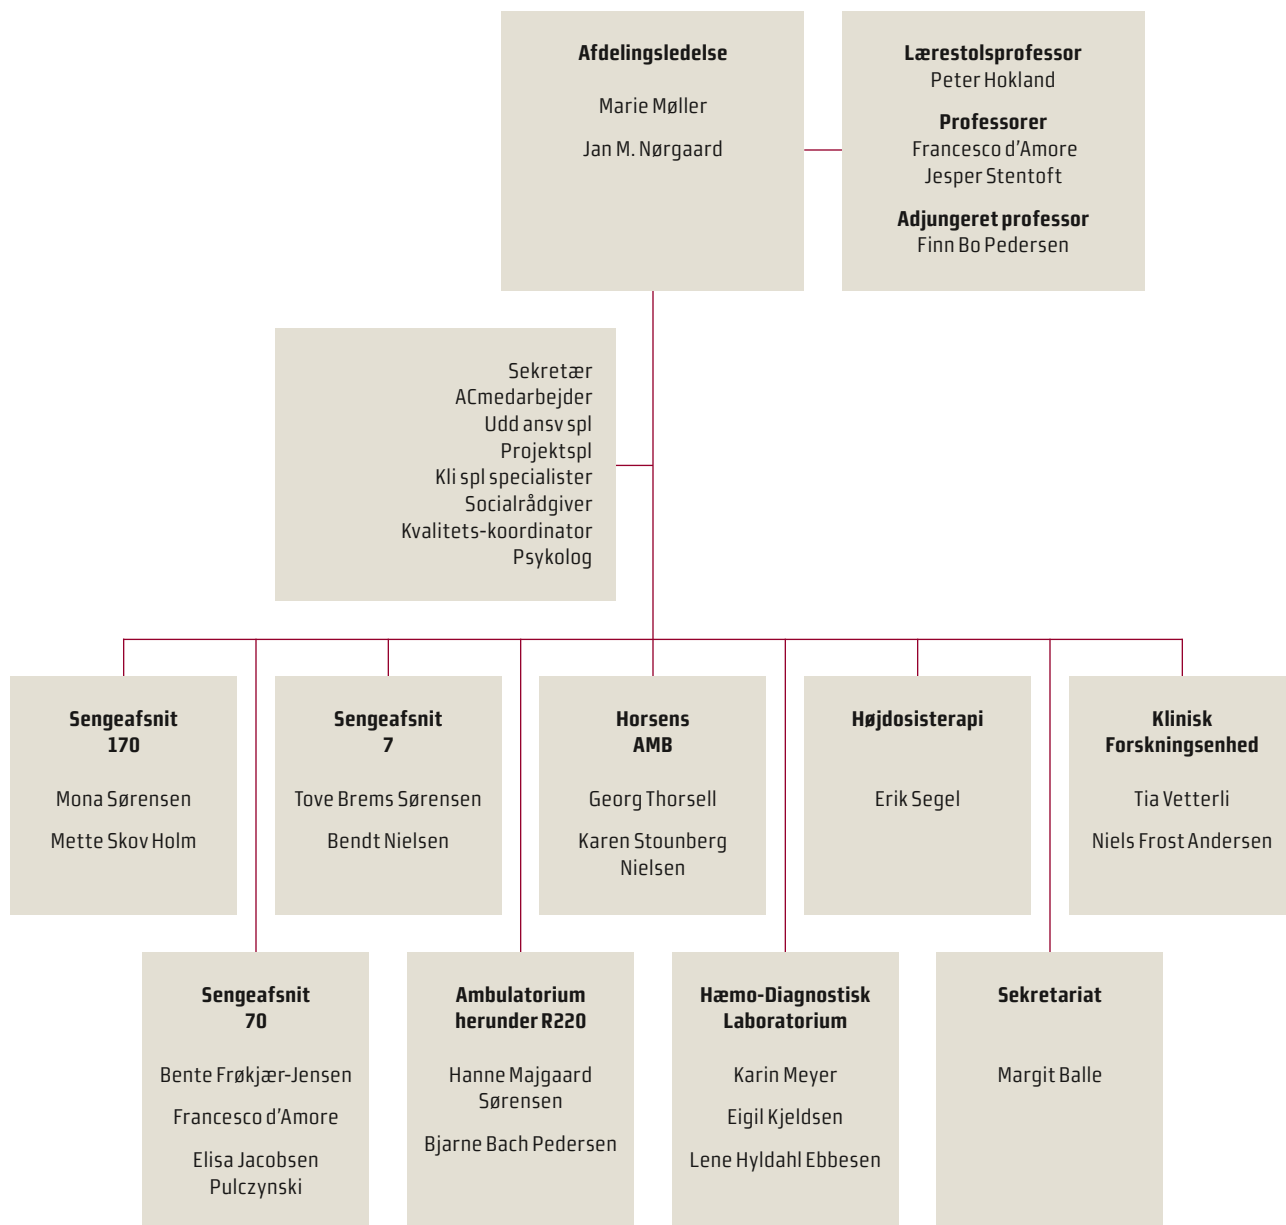 Afdelingsledelse
Marie Møller
Jan M. Nørgaard
Lærestolsprofessor
Peter Hokland
Professorer
Francesco d’Amore
Jesper Stentoft
Adjungeret professor
Finn Bo Pedersen
Sekretær
ACmedarbejder
Udd ansv spl
Projektspl
Kli spl specialister
Socialrådgiver
Kvalitets-koordinator
Psykolog
Sengeafsnit
170
Mona Sørensen
Mette Skov Holm
Sengeafsnit
7
Tove Brems Sørensen
Bendt Nielsen
Horsens
AMB
Georg Thorsell
Karen Stounberg
Nielsen
Højdosisterapi
Erik Segel
Klinisk
Forskningsenhed
Tia Vetterli
Niels Frost Andersen
Sengeafsnit
70
Bente Frøkjær-Jensen
Francesco d’Amore
Elisa Jacobsen
Pulczynski
Ambulatorium
herunder R220
Hanne Majgaard
Sørensen
Bjarne Bach Pedersen
Hæmo-Diagnostisk
Laboratorium
Karin Meyer
Eigil Kjeldsen
Lene Hyldahl Ebbesen
Sekretariat
Margit Balle